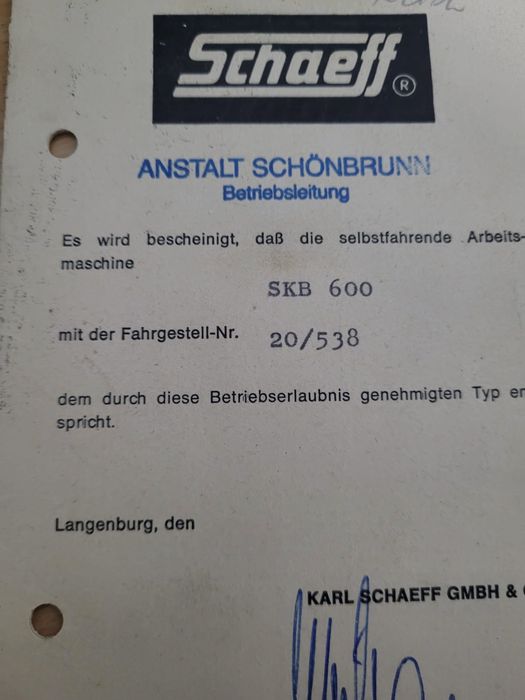 Schaeff ®
ANSTALT SCHÖNBRUNN
Betriebsleitung
Es wird bescheinigt, daß die selbstfahrende Arbeits-
maschine
SKB 600
mit der Fahrgestell-Nr. 20/538
dem durch diese Betriebserlaubnis genehmigten Typ
spricht.
Langenburg, den
KARL SCHAEFF GMBH &